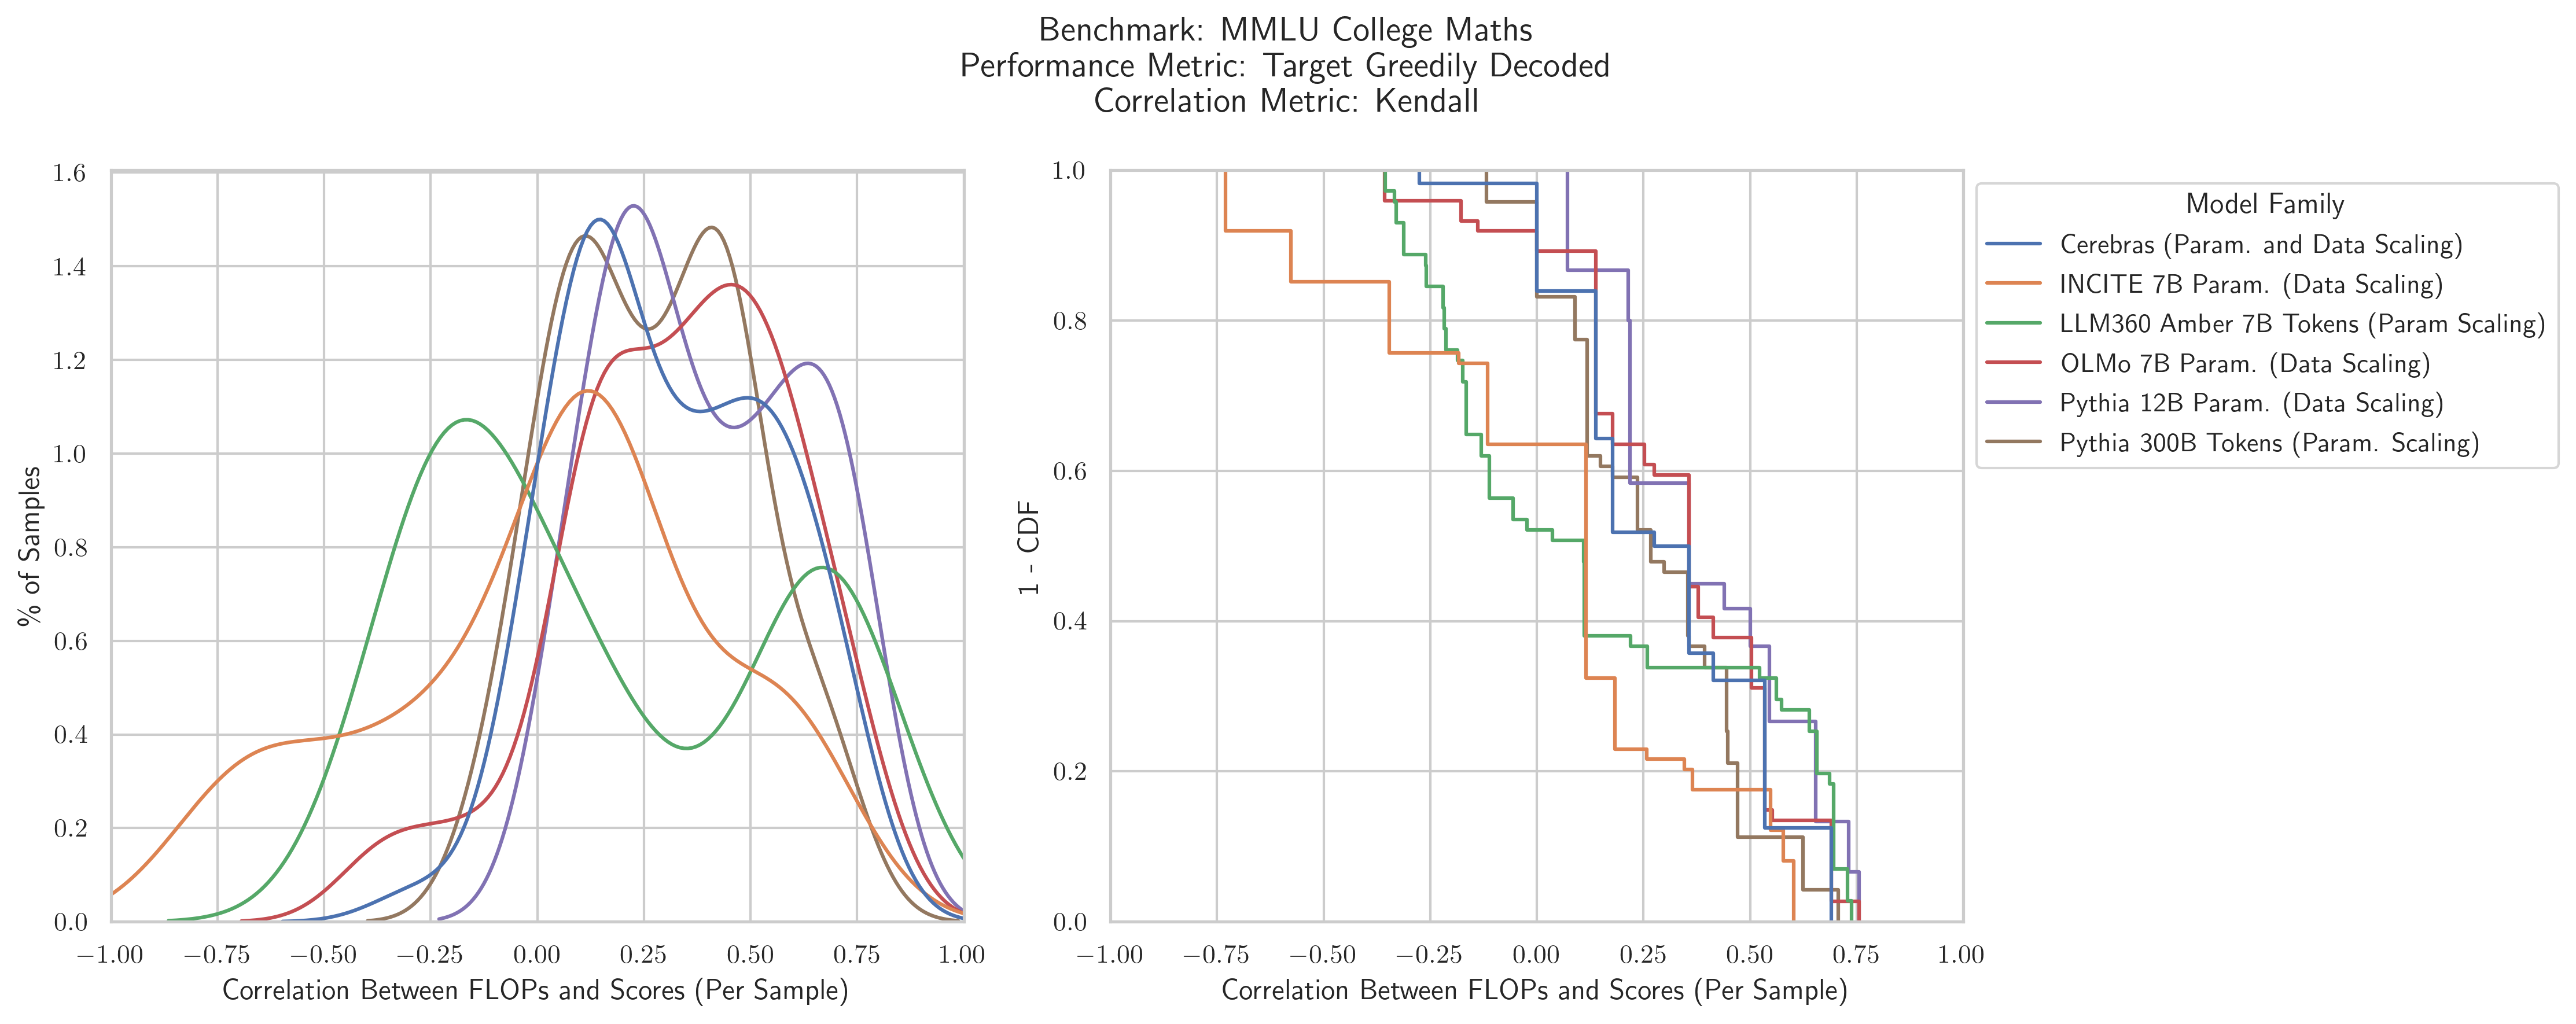 Benchmark: MMLU College Maths
Performance Metric: Target Greedily Decoded
Correlation Metric: Kendall
% of Samples
1.6
1.4
1.2
1.0
0.8
0.6
0.4
0.2
0.0
−1.00 −0.75 −0.50 −0.25 0.00 0.25 0.50 0.75 1.00
Correlation Between FLOPs and Scores (Per Sample)
1 - CDF
1.0
0.8
0.6
0.4
0.2
0.0
−1.00 −0.75 −0.50 −0.25 0.00 0.25 0.50 0.75 1.00
Correlation Between FLOPs and Scores (Per Sample)
Model Family
Cerebras (Param. and Data Scaling)
INCITE 7B Param. (Data Scaling)
LLM360 Amber 7B Tokens (Param Scaling)
OLMo 7B Param. (Data Scaling)
Pythia 12B Param. (Data Scaling)
Pythia 300B Tokens (Param. Scaling)